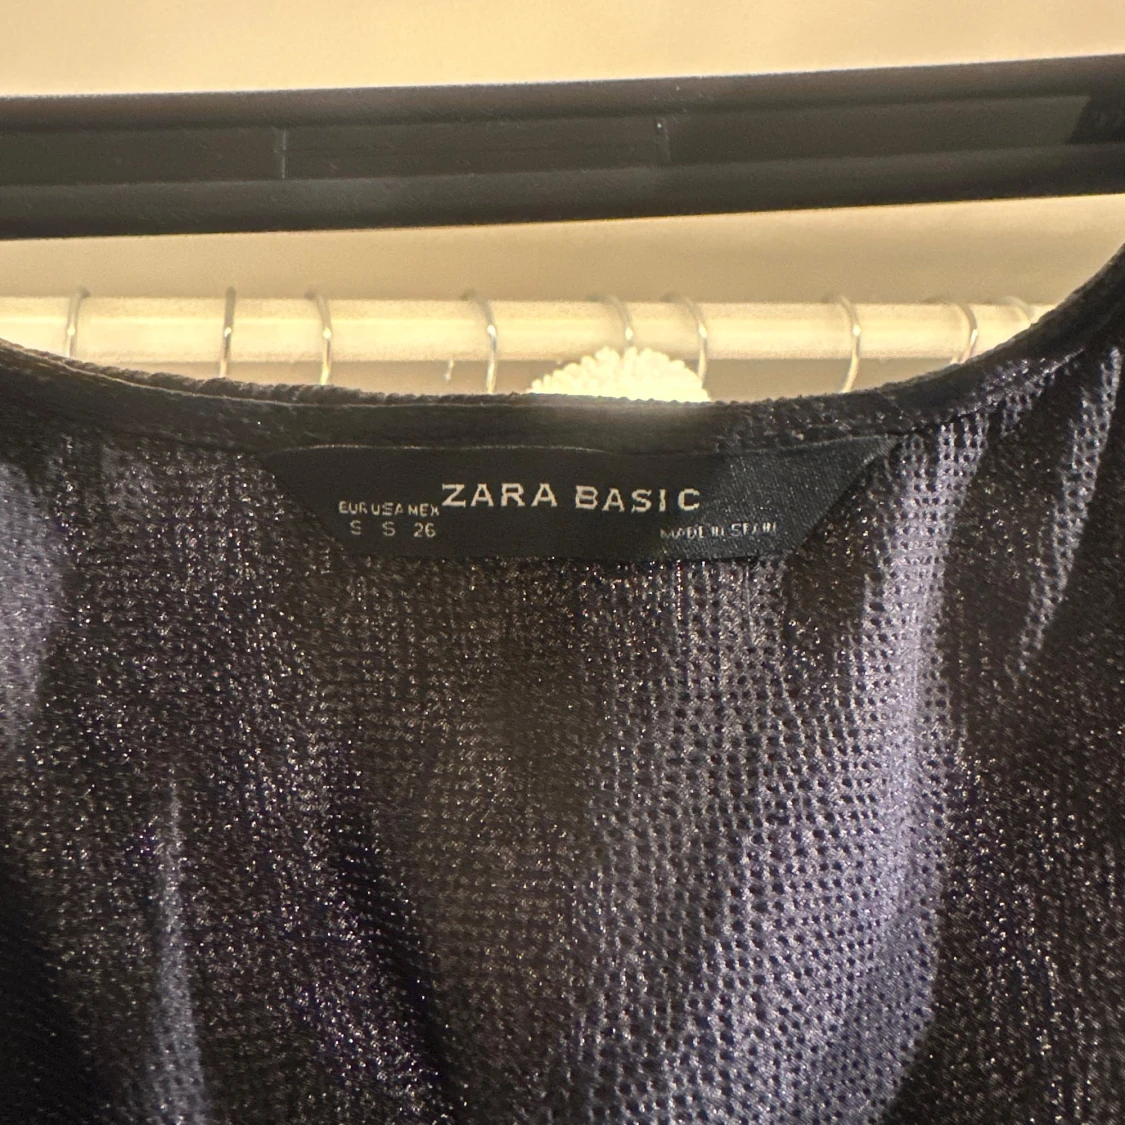 ZARA BASIC
EUR USA MEX
S S 26
MADE IN SPAIN